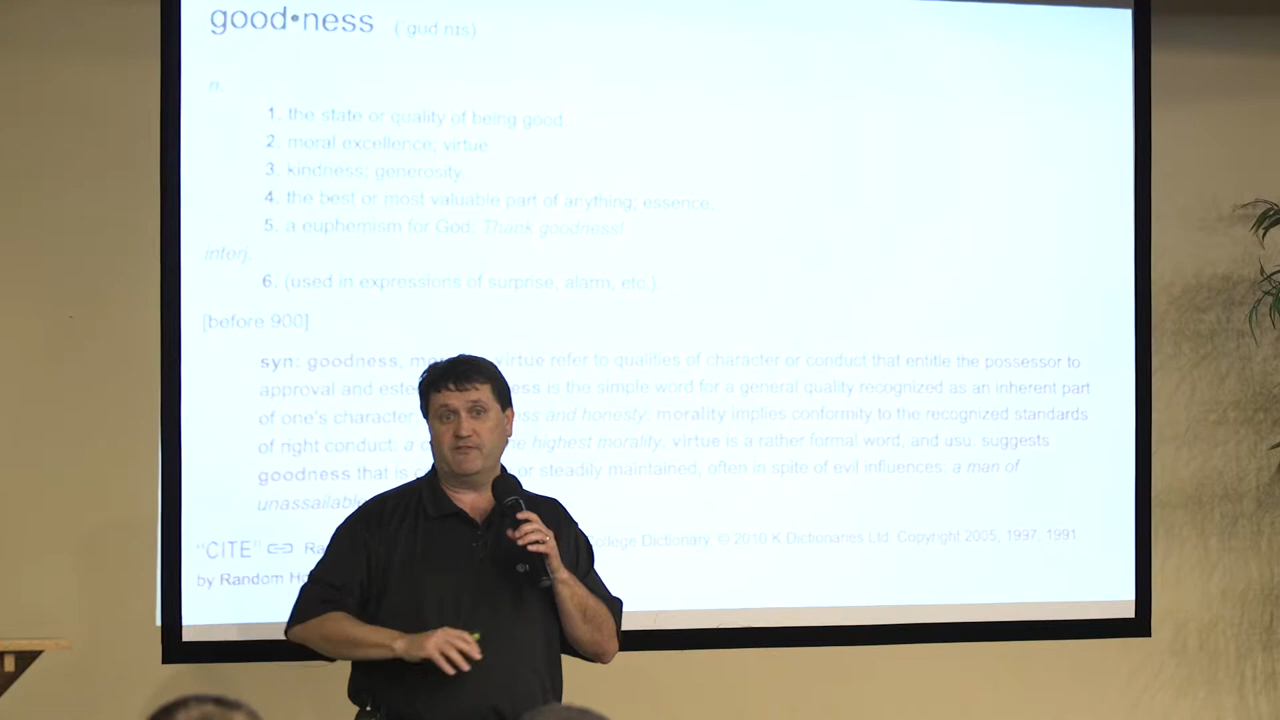 good•ness (ˈgʊd nɪs)
n.
1. the state or quality of being good.
2. moral excellence; virtue.
3. kindness; generosity.
4. the best or most valuable part of anything; essence.
5. a euphemism for God: Thank goodness!
interj.
6. (used in expressions of surprise, alarm, etc.).
[before 900]
syn: goodness, virtue refer to qualities of character or conduct that entitle the possessor to
approval and is the simple word for a general quality recognized as an inherent part
of one's character and honesty. morality implies conformity to the recognized standards
of right conduct: a highest morality. virtue is a rather formal word, and usu. suggests
goodness that is or steadily maintained, often in spite of evil influences: a man of
unassailable
"CITE" College Dictionary, © 2010 K Dictionaries Ltd. Copyright 2005, 1997, 1991
by Random